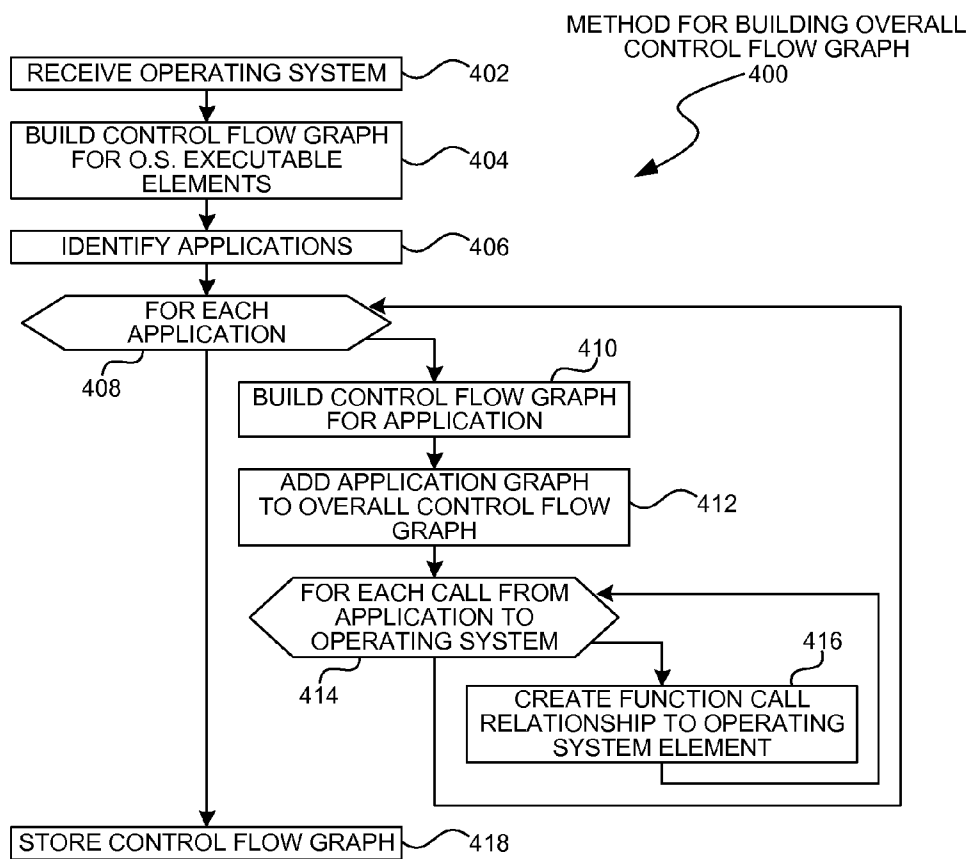 METHOD FOR BUILDING OVERALL
CONTROL FLOW GRAPH
400
RECEIVE OPERATING SYSTEM
402
BUILD CONTROL FLOW GRAPH
FOR O.S. EXECUTABLE
ELEMENTS
404
IDENTIFY APPLICATIONS
406
FOR EACH
APPLICATION
408
410
BUILD CONTROL FLOW GRAPH
FOR APPLICATION
ADD APPLICATION GRAPH
TO OVERALL CONTROL FLOW
GRAPH
412
FOR EACH CALL FROM
APPLICATION TO
OPERATING SYSTEM
414
416
CREATE FUNCTION CALL
RELATIONSHIP TO OPERATING
SYSTEM ELEMENT
STORE CONTROL FLOW GRAPH
418